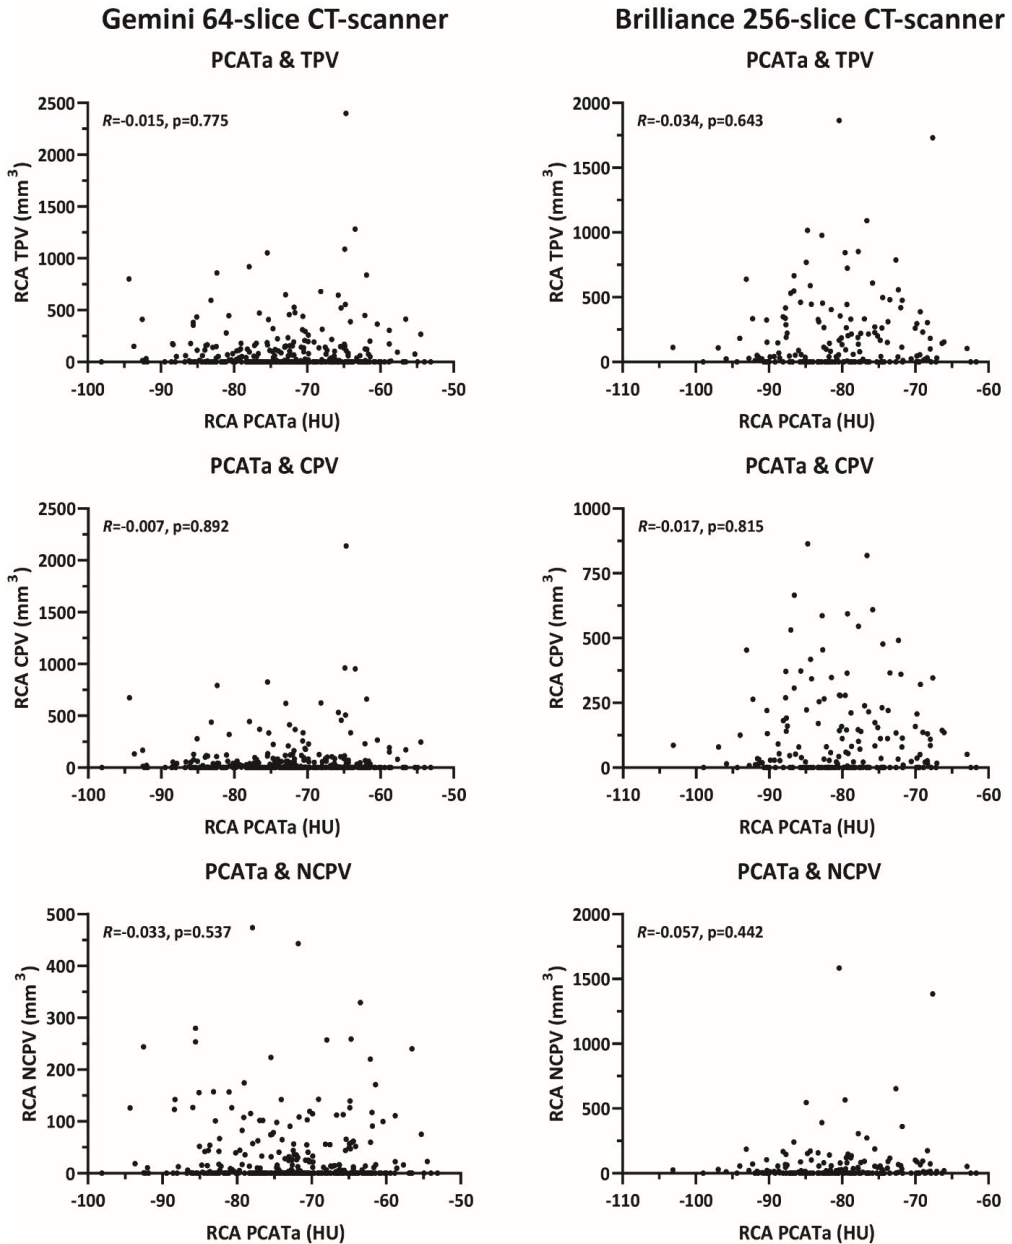 Gemini 64-slice CT-scanner
Brilliance 256-slice CT-scanner
PCATa & TPV
R=-0.015, p=0.775
RCA TPV (mm³)
2500
2000
1500
1000
500
0
-100 -90 -80 -70 -60 -50
RCA PCATa (HU)
PCATa & TPV
R=-0.034, p=0.643
RCA TPV (mm³)
2000
1500
1000
500
0
-110 -100 -90 -80 -70 -60
RCA PCATa (HU)
PCATa & CPV
R=-0.007, p=0.892
RCA CPV (mm³)
2500
2000
1500
1000
500
0
-100 -90 -80 -70 -60 -50
RCA PCATa (HU)
PCATa & CPV
R=-0.017, p=0.815
RCA CPV (mm³)
1000
750
500
250
0
-110 -100 -90 -80 -70 -60
RCA PCATa (HU)
PCATa & NCPV
R=-0.033, p=0.537
RCA NCPV (mm³)
500
400
300
200
100
0
-100 -90 -80 -70 -60 -50
RCA PCATa (HU)
PCATa & NCPV
R=-0.057, p=0.442
RCA NCPV (mm³)
2000
1500
1000
500
0
-110 -100 -90 -80 -70 -60
RCA PCATa (HU)